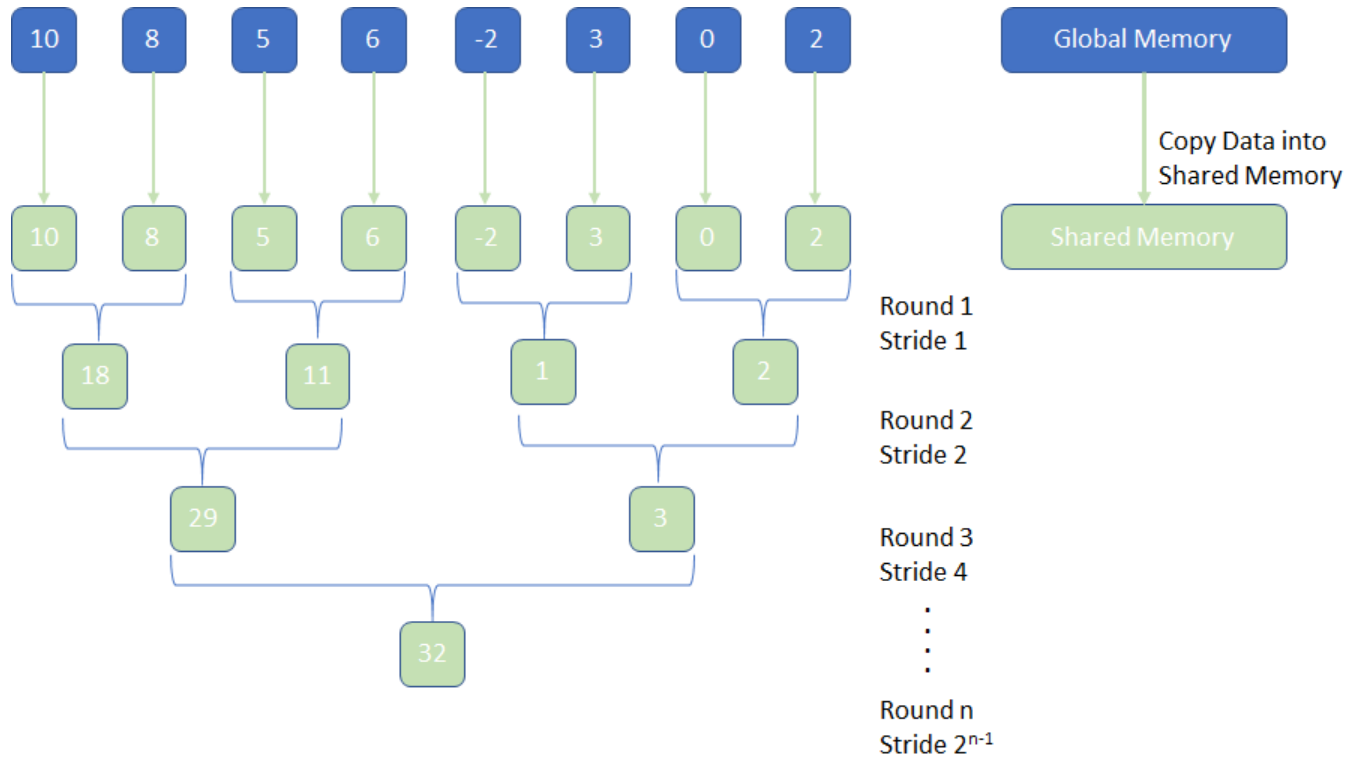 10 8 5 6 -2 3 0 2 Global Memory
Copy Data into
Shared Memory
10 8 5 6 -2 3 0 2 Shared Memory
Round 1
Stride 1
18 11 1 2
Round 2
Stride 2
29 3
Round 3
Stride 4
.
.
.
.
32
Round n
Stride 2ⁿ⁻¹